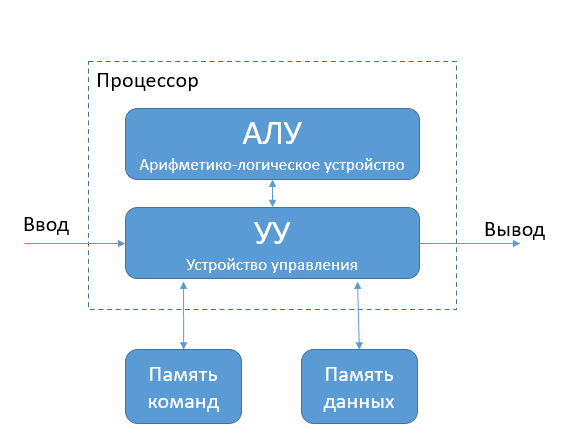 Процессор
АЛУ
Арифметико-логическое устройство
Ввод
УУ
Устройство управления
Вывод
Память
команд
Память
данных